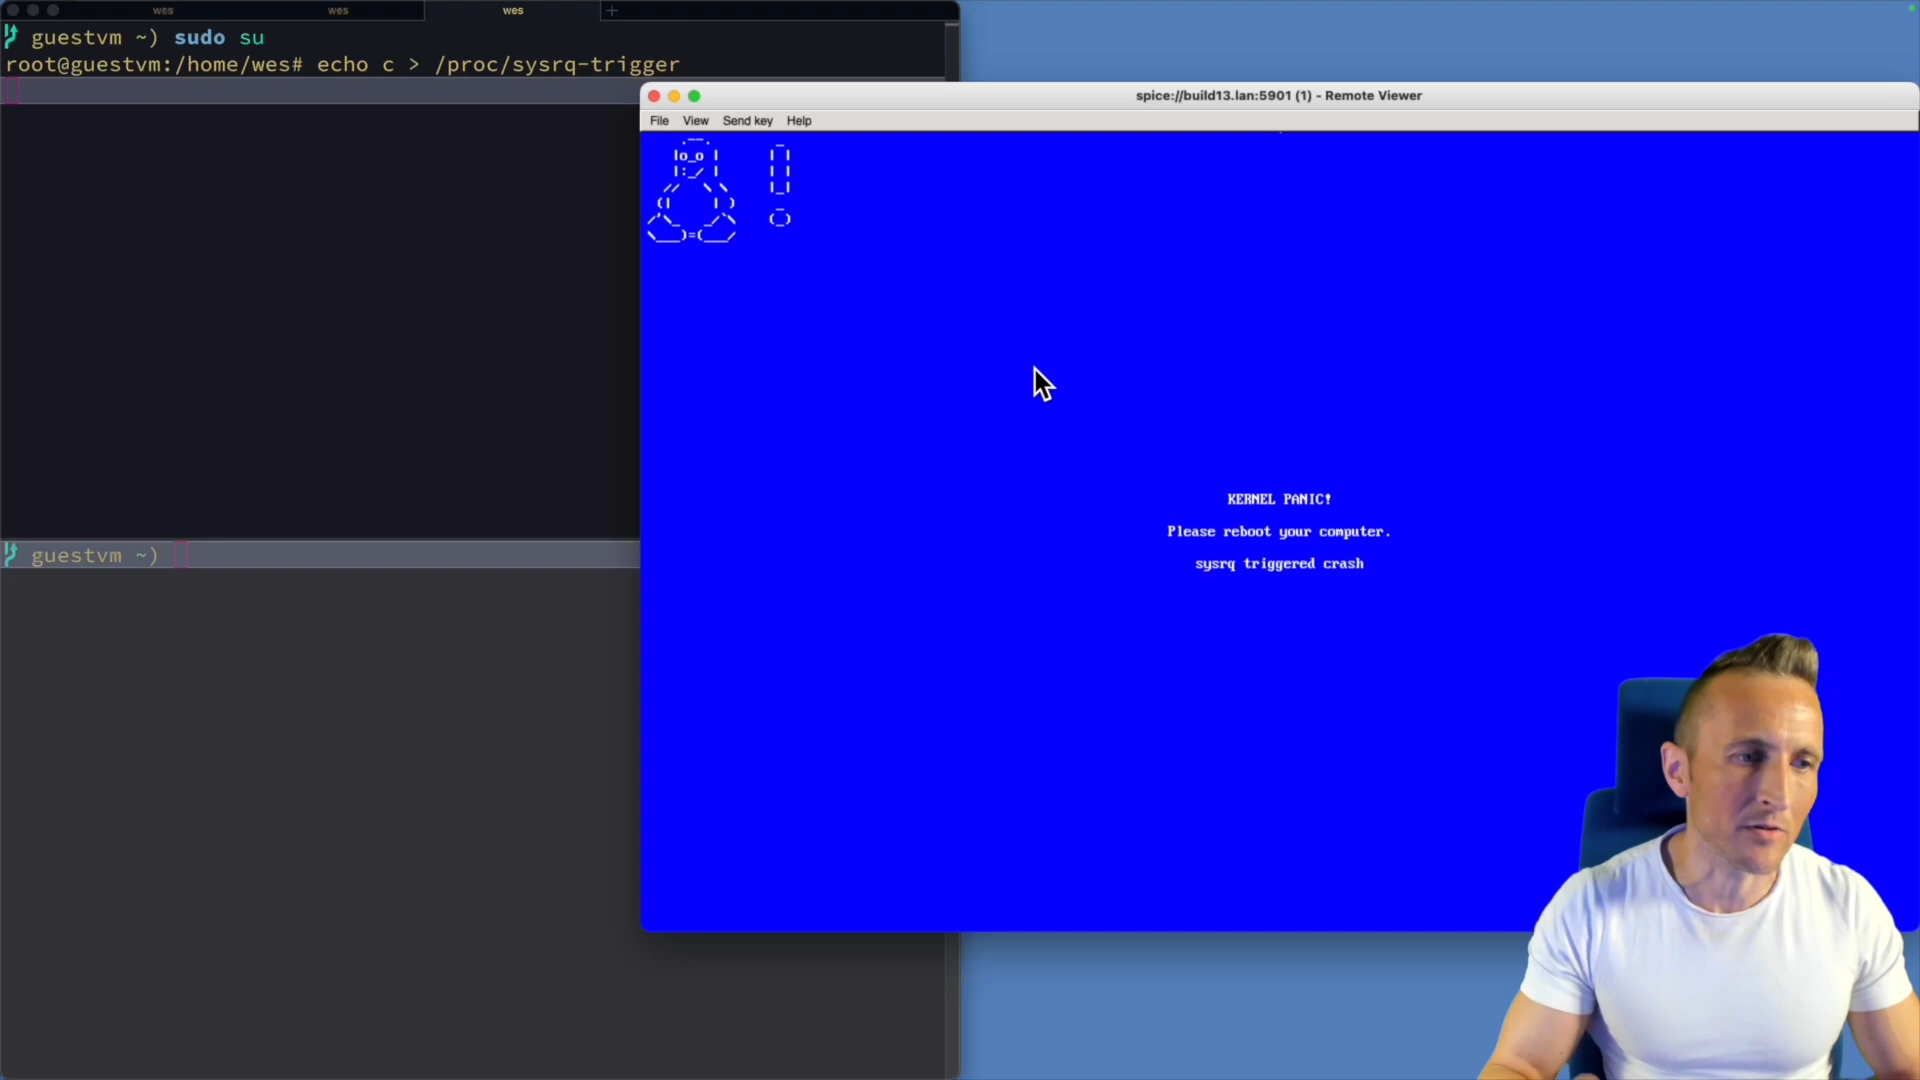 wes wes wes +
guestvm ~) sudo su
root@guestvm:/home/wes# echo c > /proc/sysrq-trigger
guestvm ~)
spice://build13.lan:5901 (1) - Remote Viewer
File View Send key Help
KERNEL PANIC!
Please reboot your computer.
sysrq triggered crash